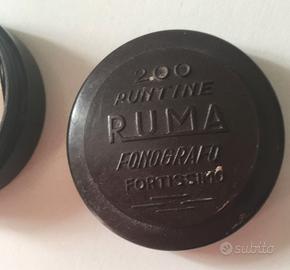 200
PUNTINE
RUMA
FONOGRAFO
FORTISSIMO
subito